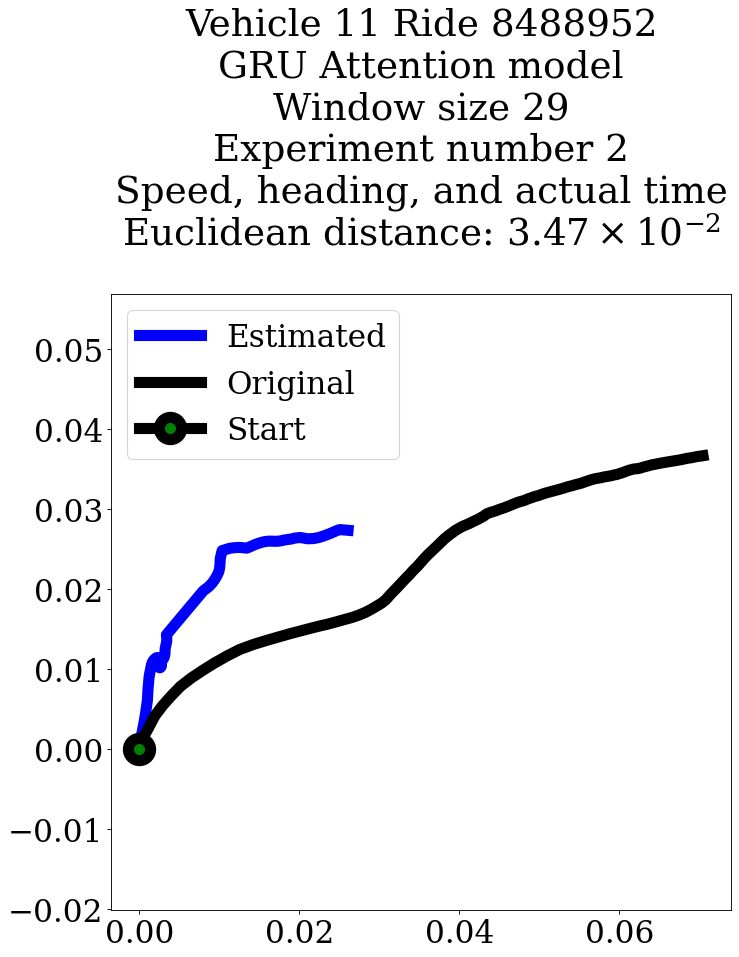 Vehicle 11 Ride 8488952
GRU Attention model
Window size 29
Experiment number 2
Speed, heading, and actual time
Euclidean distance: 3.47 × 10⁻²
Estimated
Original
Start
0.05
0.04
0.03
0.02
0.01
0.00
−0.01
−0.02
0.00 0.02 0.04 0.06